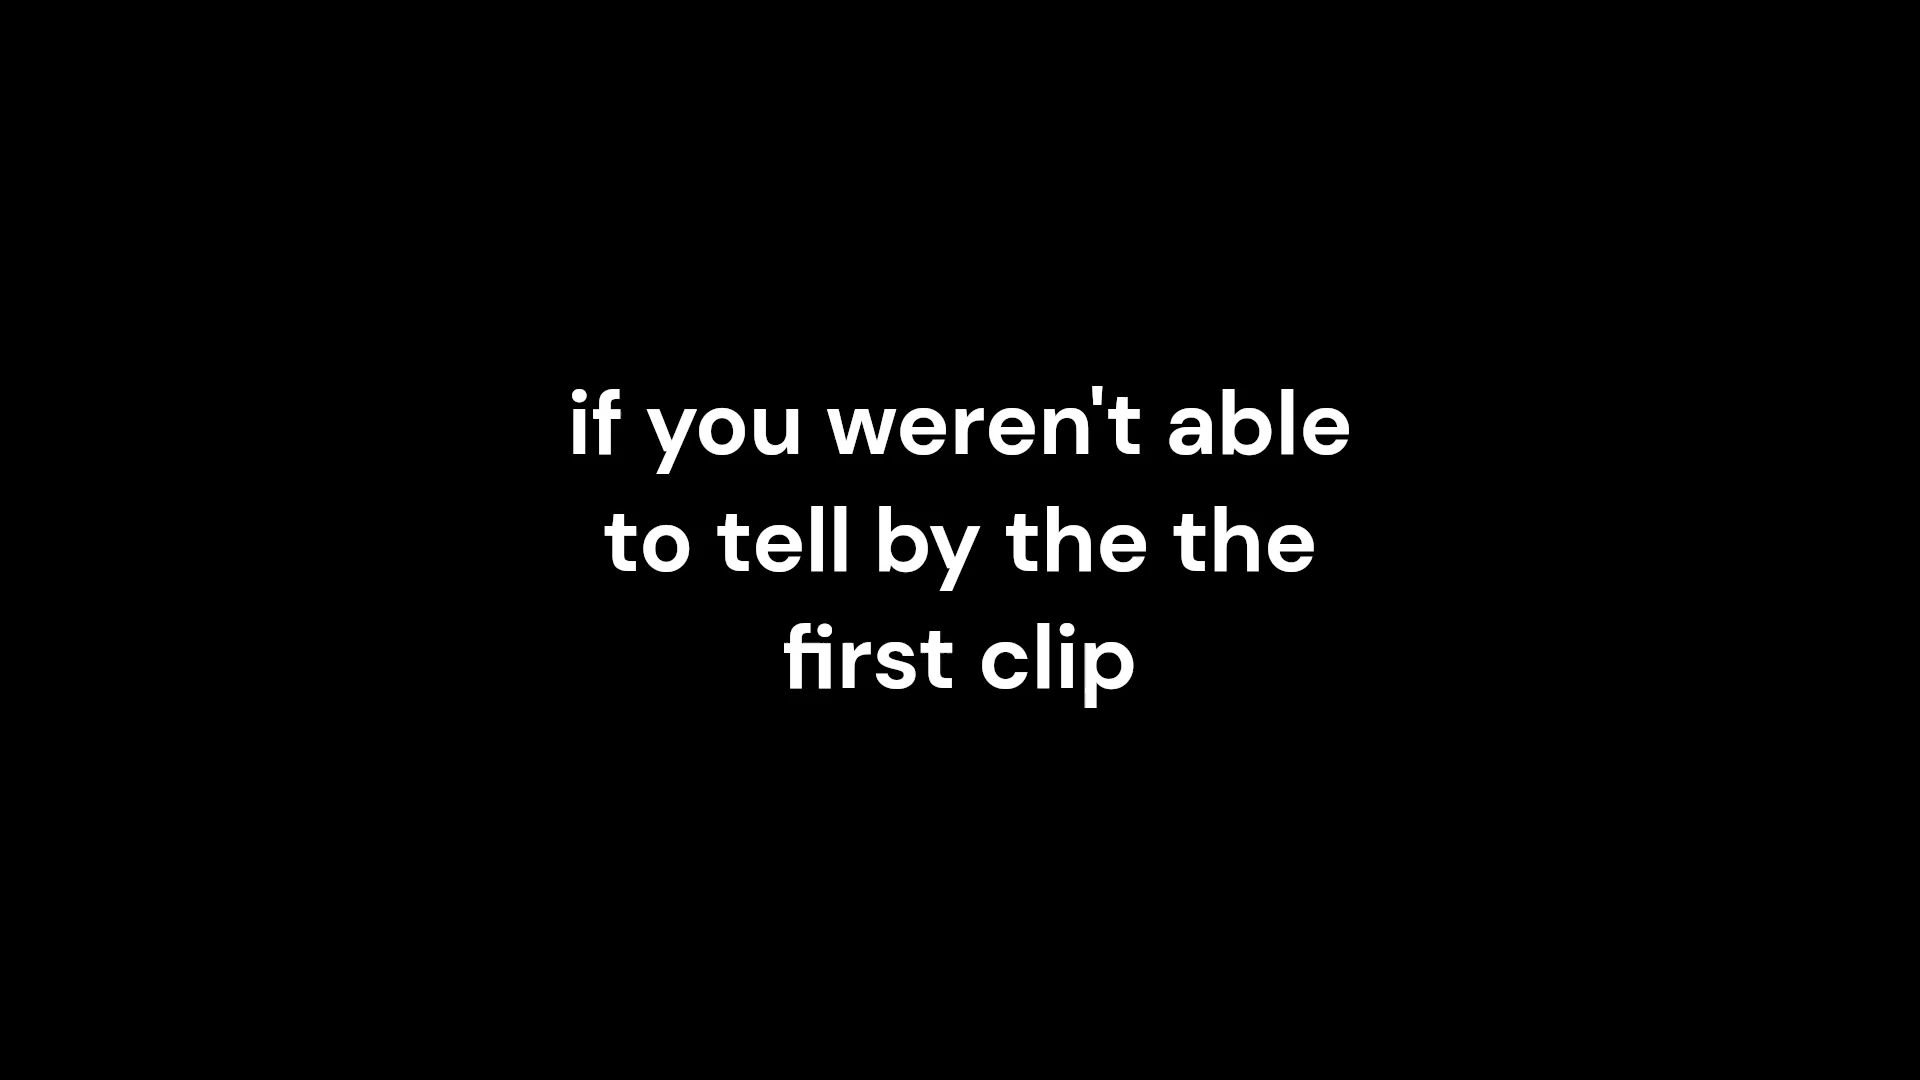 if you weren't able
to tell by the the
first clip